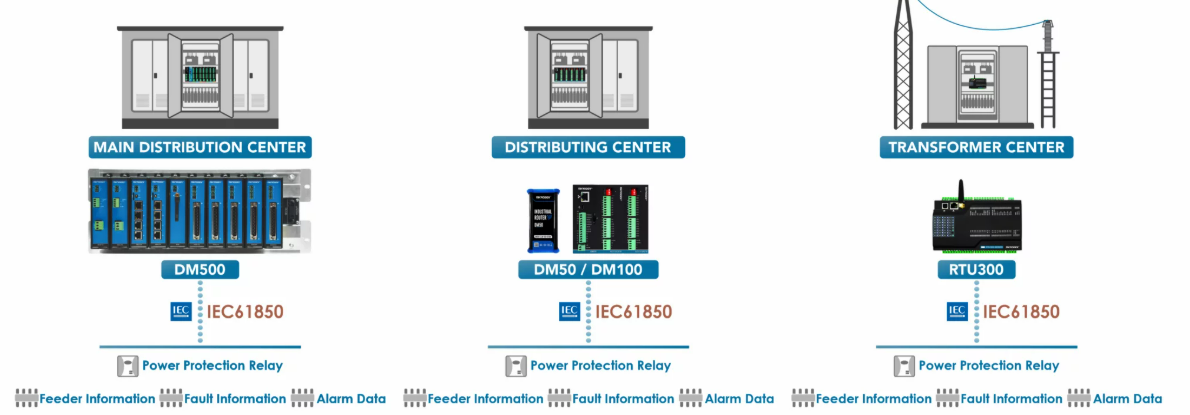 MAIN DISTRIBUTION CENTER
DISTRIBUTING CENTER
TRANSFORMER CENTER
INDUSTRIAL
ROUTER
DM500
DM50 / DM100
RTU300
IEC
IEC61850
IEC
IEC61850
IEC
IEC61850
Power Protection Relay
Power Protection Relay
Power Protection Relay
Feeder Information
Fault Information
Alarm Data
Feeder Information
Fault Information
Alarm Data
Feeder Information
Fault Information
Alarm Data